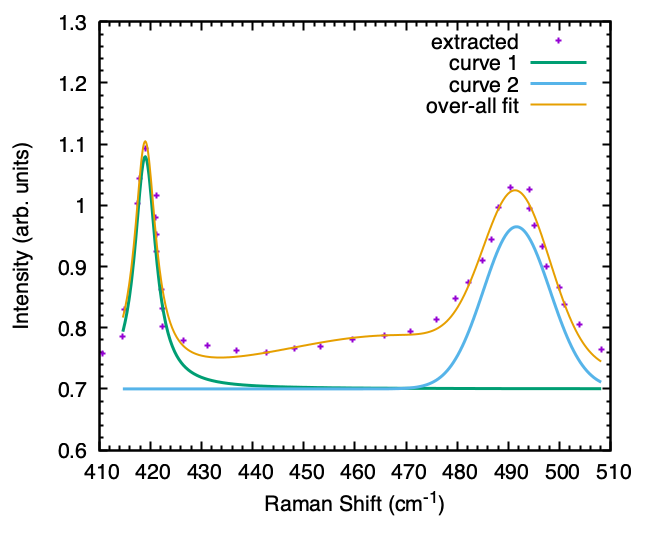 1.3
1.2
1.1
1
0.9
0.8
0.7
0.6
Intensity (arb. units)
extracted
curve 1
curve 2
over-all fit
410 420 430 440 450 460 470 480 490 500 510
Raman Shift (cm⁻¹)